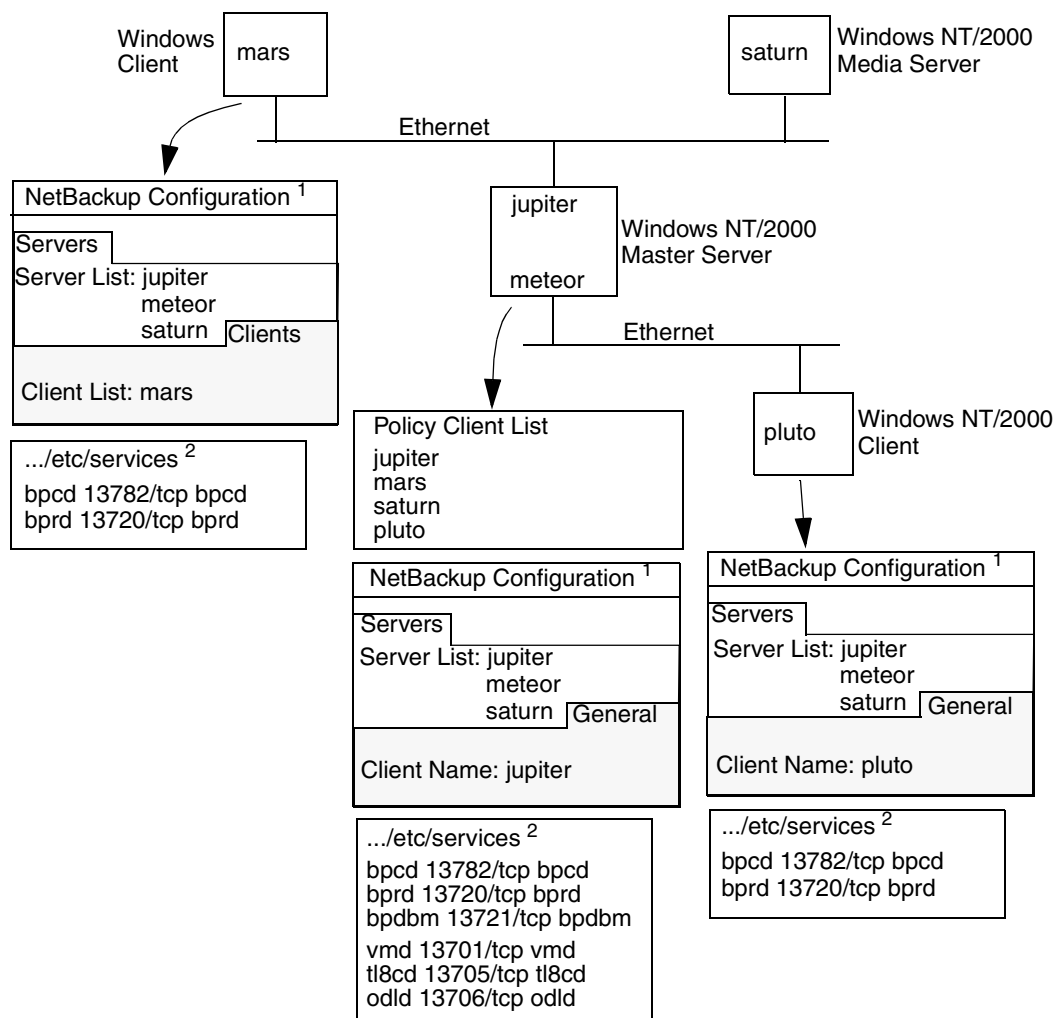 Windows
Client
mars
saturn
Windows NT/2000
Media Server
Ethernet
NetBackup Configuration 1
Servers
Server List: jupiter
meteor
saturn
Clients
Client List: mars
.../etc/services 2
bpcd 13782/tcp bpcd
bprd 13720/tcp bprd
jupiter
meteor
Windows NT/2000
Master Server
Ethernet
pluto
Windows NT/2000
Client
Policy Client List
jupiter
mars
saturn
pluto
NetBackup Configuration 1
Servers
Server List: jupiter
meteor
saturn
General
Client Name: jupiter
.../etc/services 2
bpcd 13782/tcp bpcd
bprd 13720/tcp bprd
bpdbm 13721/tcp bpdbm
vmd 13701/tcp vmd
tl8cd 13705/tcp tl8cd
odld 13706/tcp odld
NetBackup Configuration 1
Servers
Server List: jupiter
meteor
saturn
General
Client Name: pluto
.../etc/services 2
bpcd 13782/tcp bpcd
bprd 13720/tcp bprd